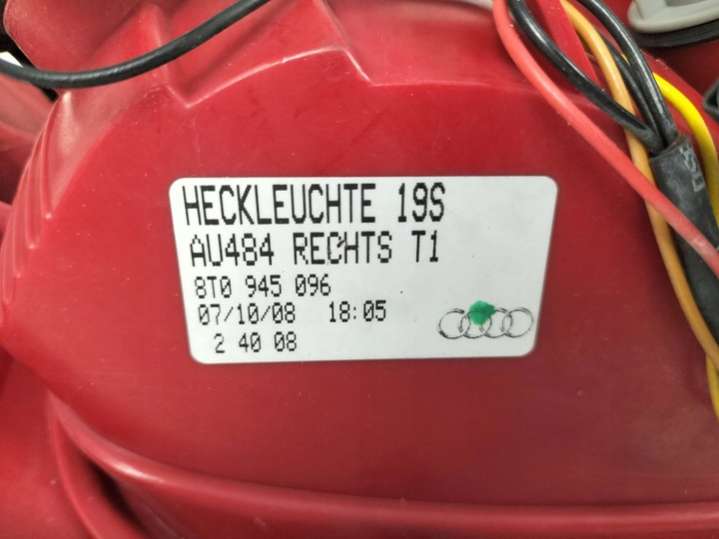 HECKLEUCHTE 19S
AU484 RECHTS T1
8T0 945 096
07/10/08 18:05
2 40 08